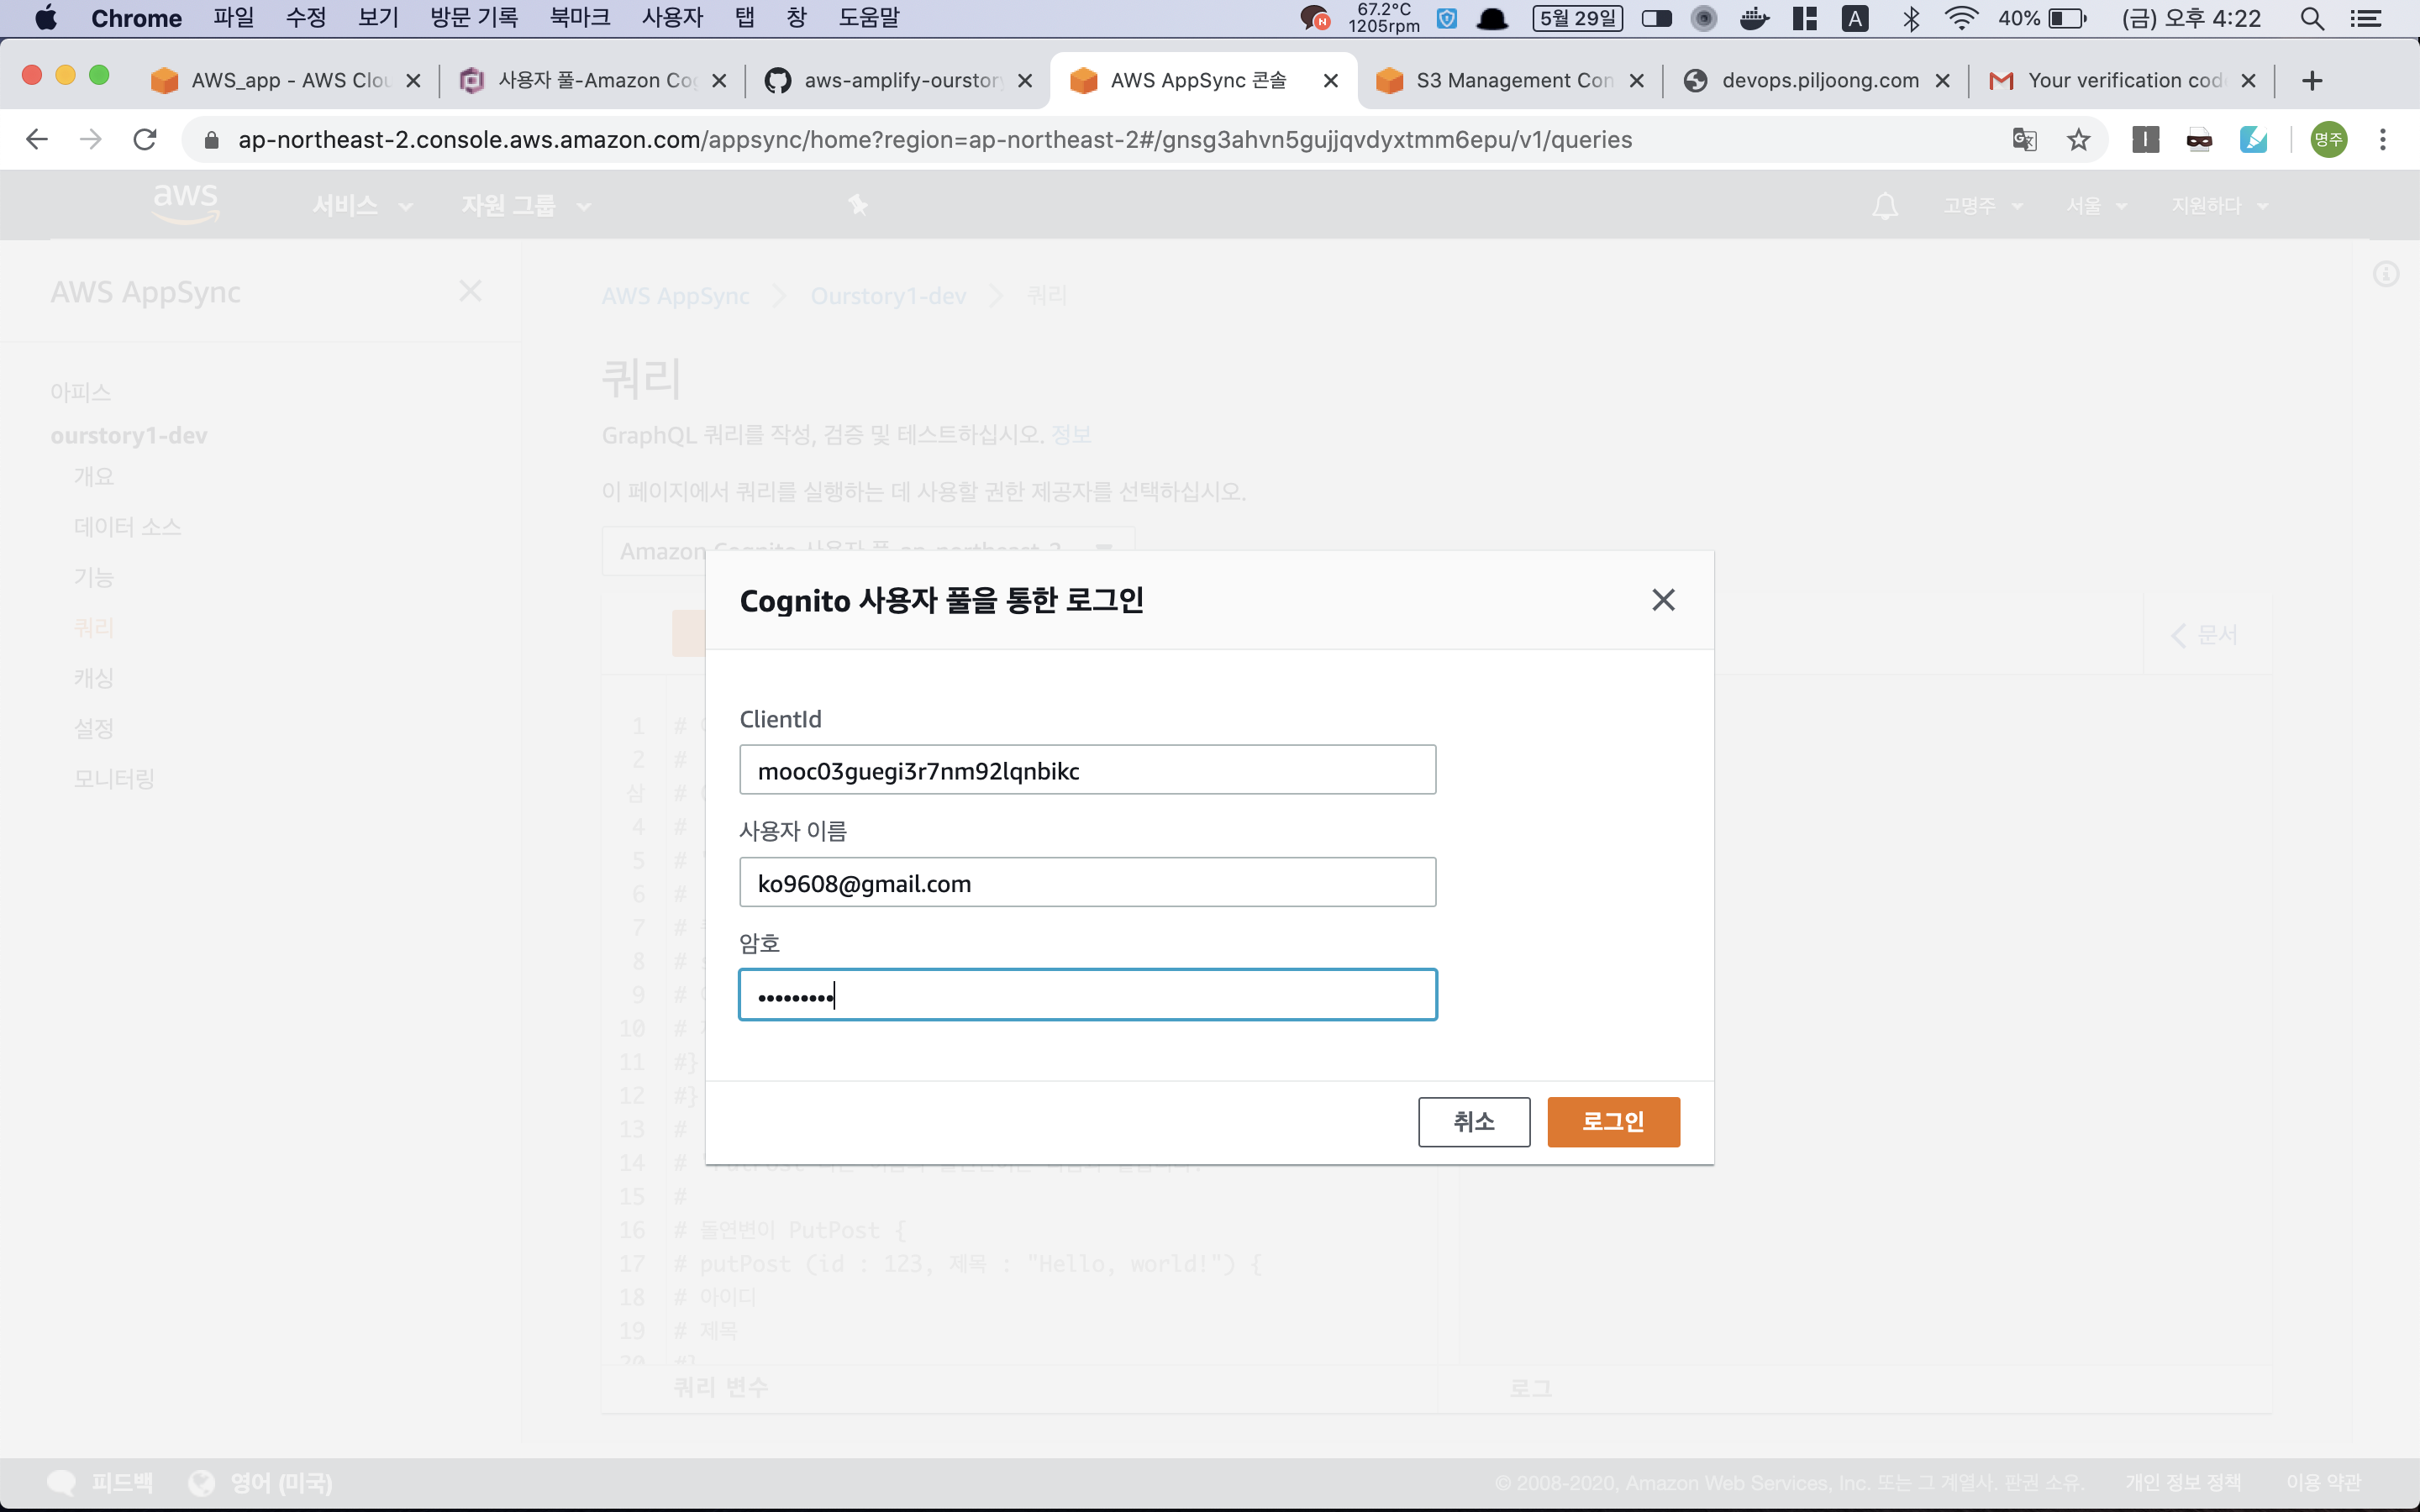 Chrome 파일 수정 보기 방문 기록 북마크 사용자 탭 창 도움말 67.2°C 1205rpm 5월 29일 A 40% (금) 오후 4:22
AWS_app - AWS Clou 사용자 풀-Amazon Cog aws-amplify-ourstory AWS AppSync 콘솔 S3 Management Con devops.piljoong.com Your verification code
ap-northeast-2.console.aws.amazon.com/appsync/home?region=ap-northeast-2#/gnsg3ahvn5gujjqvdyxtmm6epu/v1/queries 명주
aws 서비스 자원 그룹 고명주 서울 지원하다
AWS AppSync
아피스
ourstory1-dev
개요
데이터 소스
기능
쿼리
캐싱
설정
모니터링
AWS AppSync Ourstory1-dev 쿼리
쿼리
GraphQL 쿼리를 작성, 검증 및 테스트하십시오. 정보
이 페이지에서 쿼리를 실행하는 데 사용할 권한 제공자를 선택하십시오.
Amazon Cognito 사용자 풀-ap-northeast-2
문서
Cognito 사용자 풀을 통한 로그인
ClientId
mooc03guegi3r7nm92lqnbikc
사용자 이름
ko9608@gmail.com
암호
•••••••••
취소 로그인
1 #
2 #
삼 #
4 #
5 #
6 #
7 #
8 #
9 #
10 #
11 #}
12 #}
13 #
14 #
15 #
16 # 돌연변이 PutPost {
17 # putPost (id : 123, 제목 : "Hello, world!") {
18 # 아이디
19 # 제목
20 #}
쿼리 변수 로그
피드백 영어 (미국) © 2008-2020, Amazon Web Services, Inc. 또는 그 계열사. 판권 소유. 개인 정보 정책 이용 약관